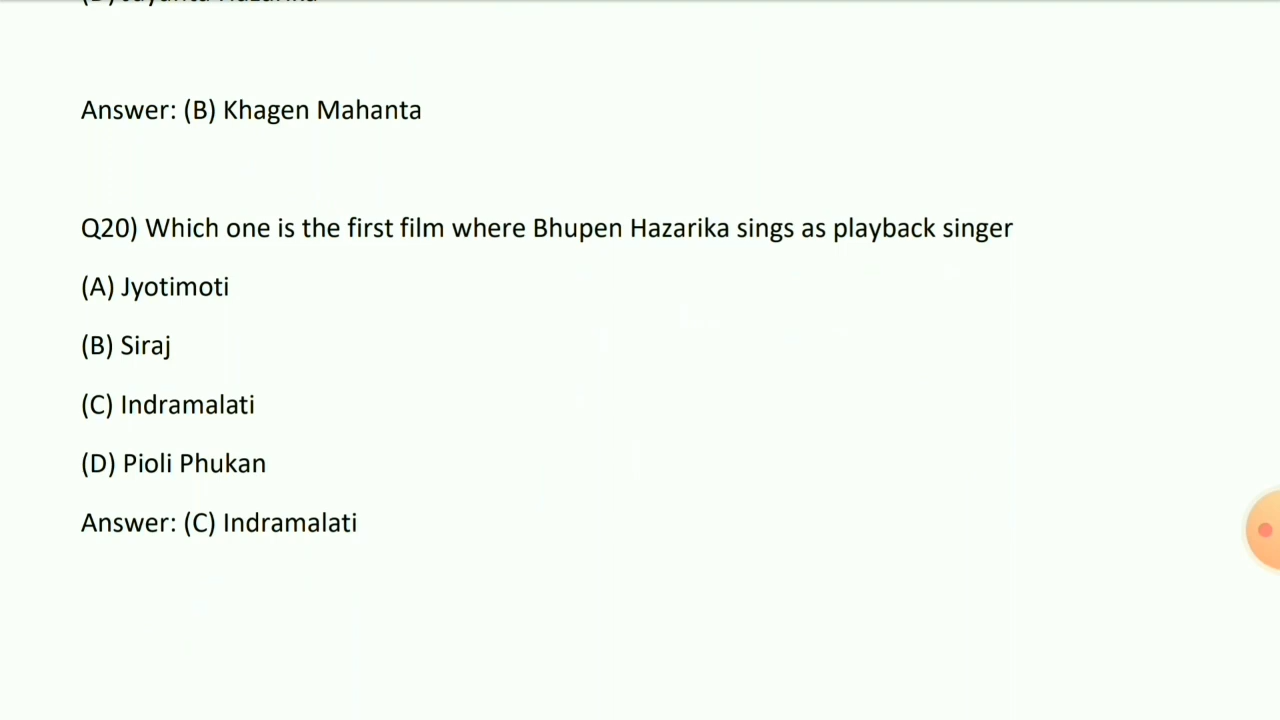 Answer: (B) Khagen Mahanta
Q20) Which one is the first film where Bhupen Hazarika sings as playback singer
(A) Jyotimoti
(B) Siraj
(C) Indramalati
(D) Pioli Phukan
Answer: (C) Indramalati